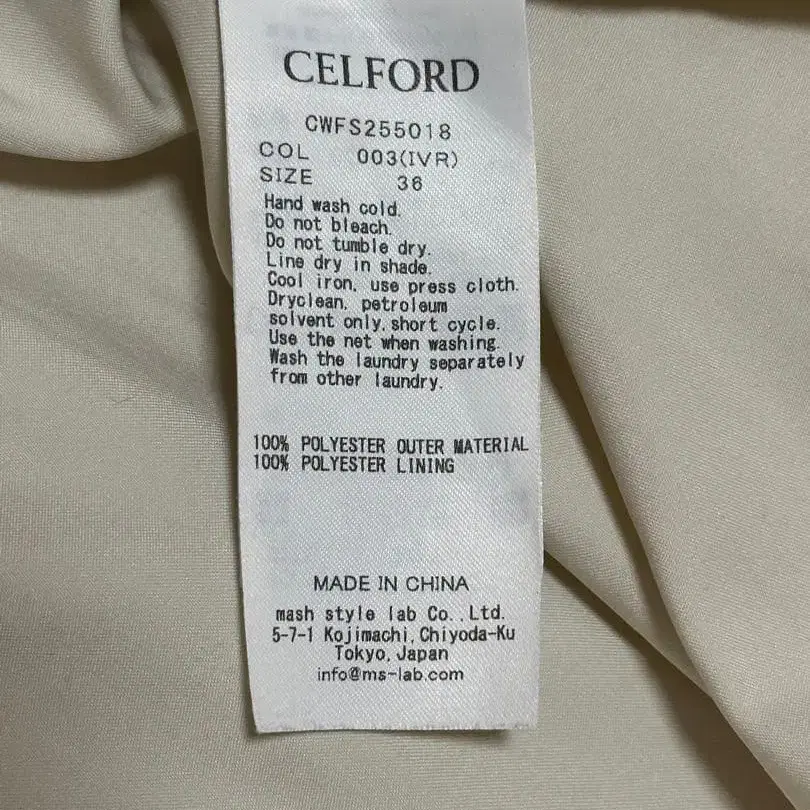 CELFORD
CWFS255018
COL 003(IVR)
SIZE 36
Hand wash cold.
Do not bleach.
Do not tumble dry.
Line dry in shade.
Cool iron, use press cloth.
Dryclean, petroleum
solvent only, short cycle.
Use the net when washing.
Wash the laundry separately
from other laundry.
100% POLYESTER OUTER MATERIAL
100% POLYESTER LINING
MADE IN CHINA
mash style lab Co., Ltd.
5-7-1 Kojimachi, Chiyoda-Ku
Tokyo, Japan
info@ms-lab.com